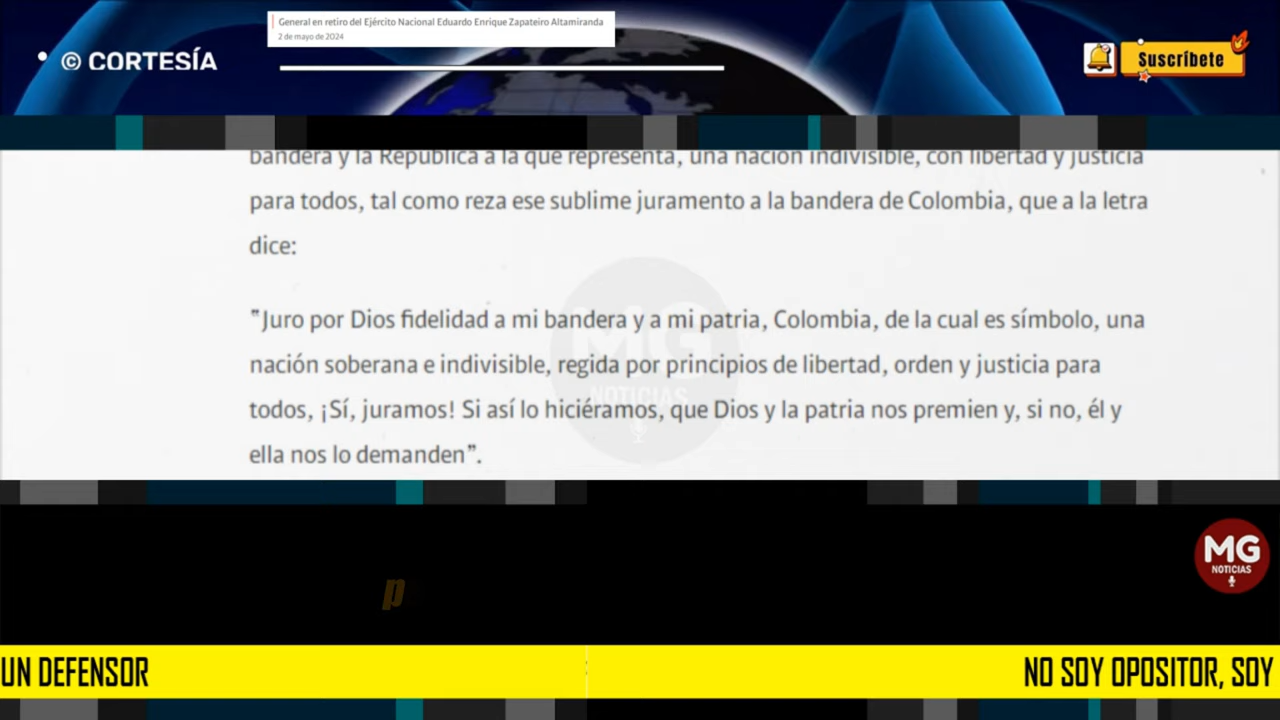 General en retiro del Ejército Nacional Eduardo Enrique Zapateiro Altamiranda
2 de mayo de 2024
© CORTESÍA
Suscríbete
bandera y la República a la que representa, una nación indivisible, con libertad y justicia
para todos, tal como reza ese sublime juramento a la bandera de Colombia, que a la letra
dice:
"Juro por Dios fidelidad a mi bandera y a mi patria, Colombia, de la cual es símbolo, una
nación soberana e indivisible, regida por principios de libertad, orden y justicia para
todos, ¡Sí, juramos! Si así lo hiciéramos, que Dios y la patria nos premien y, si no, él y
ella nos lo demanden”.
MG
NOTICIAS
MG
NOTICIAS
p
UN DEFENSOR
NO SOY OPOSITOR, SOY